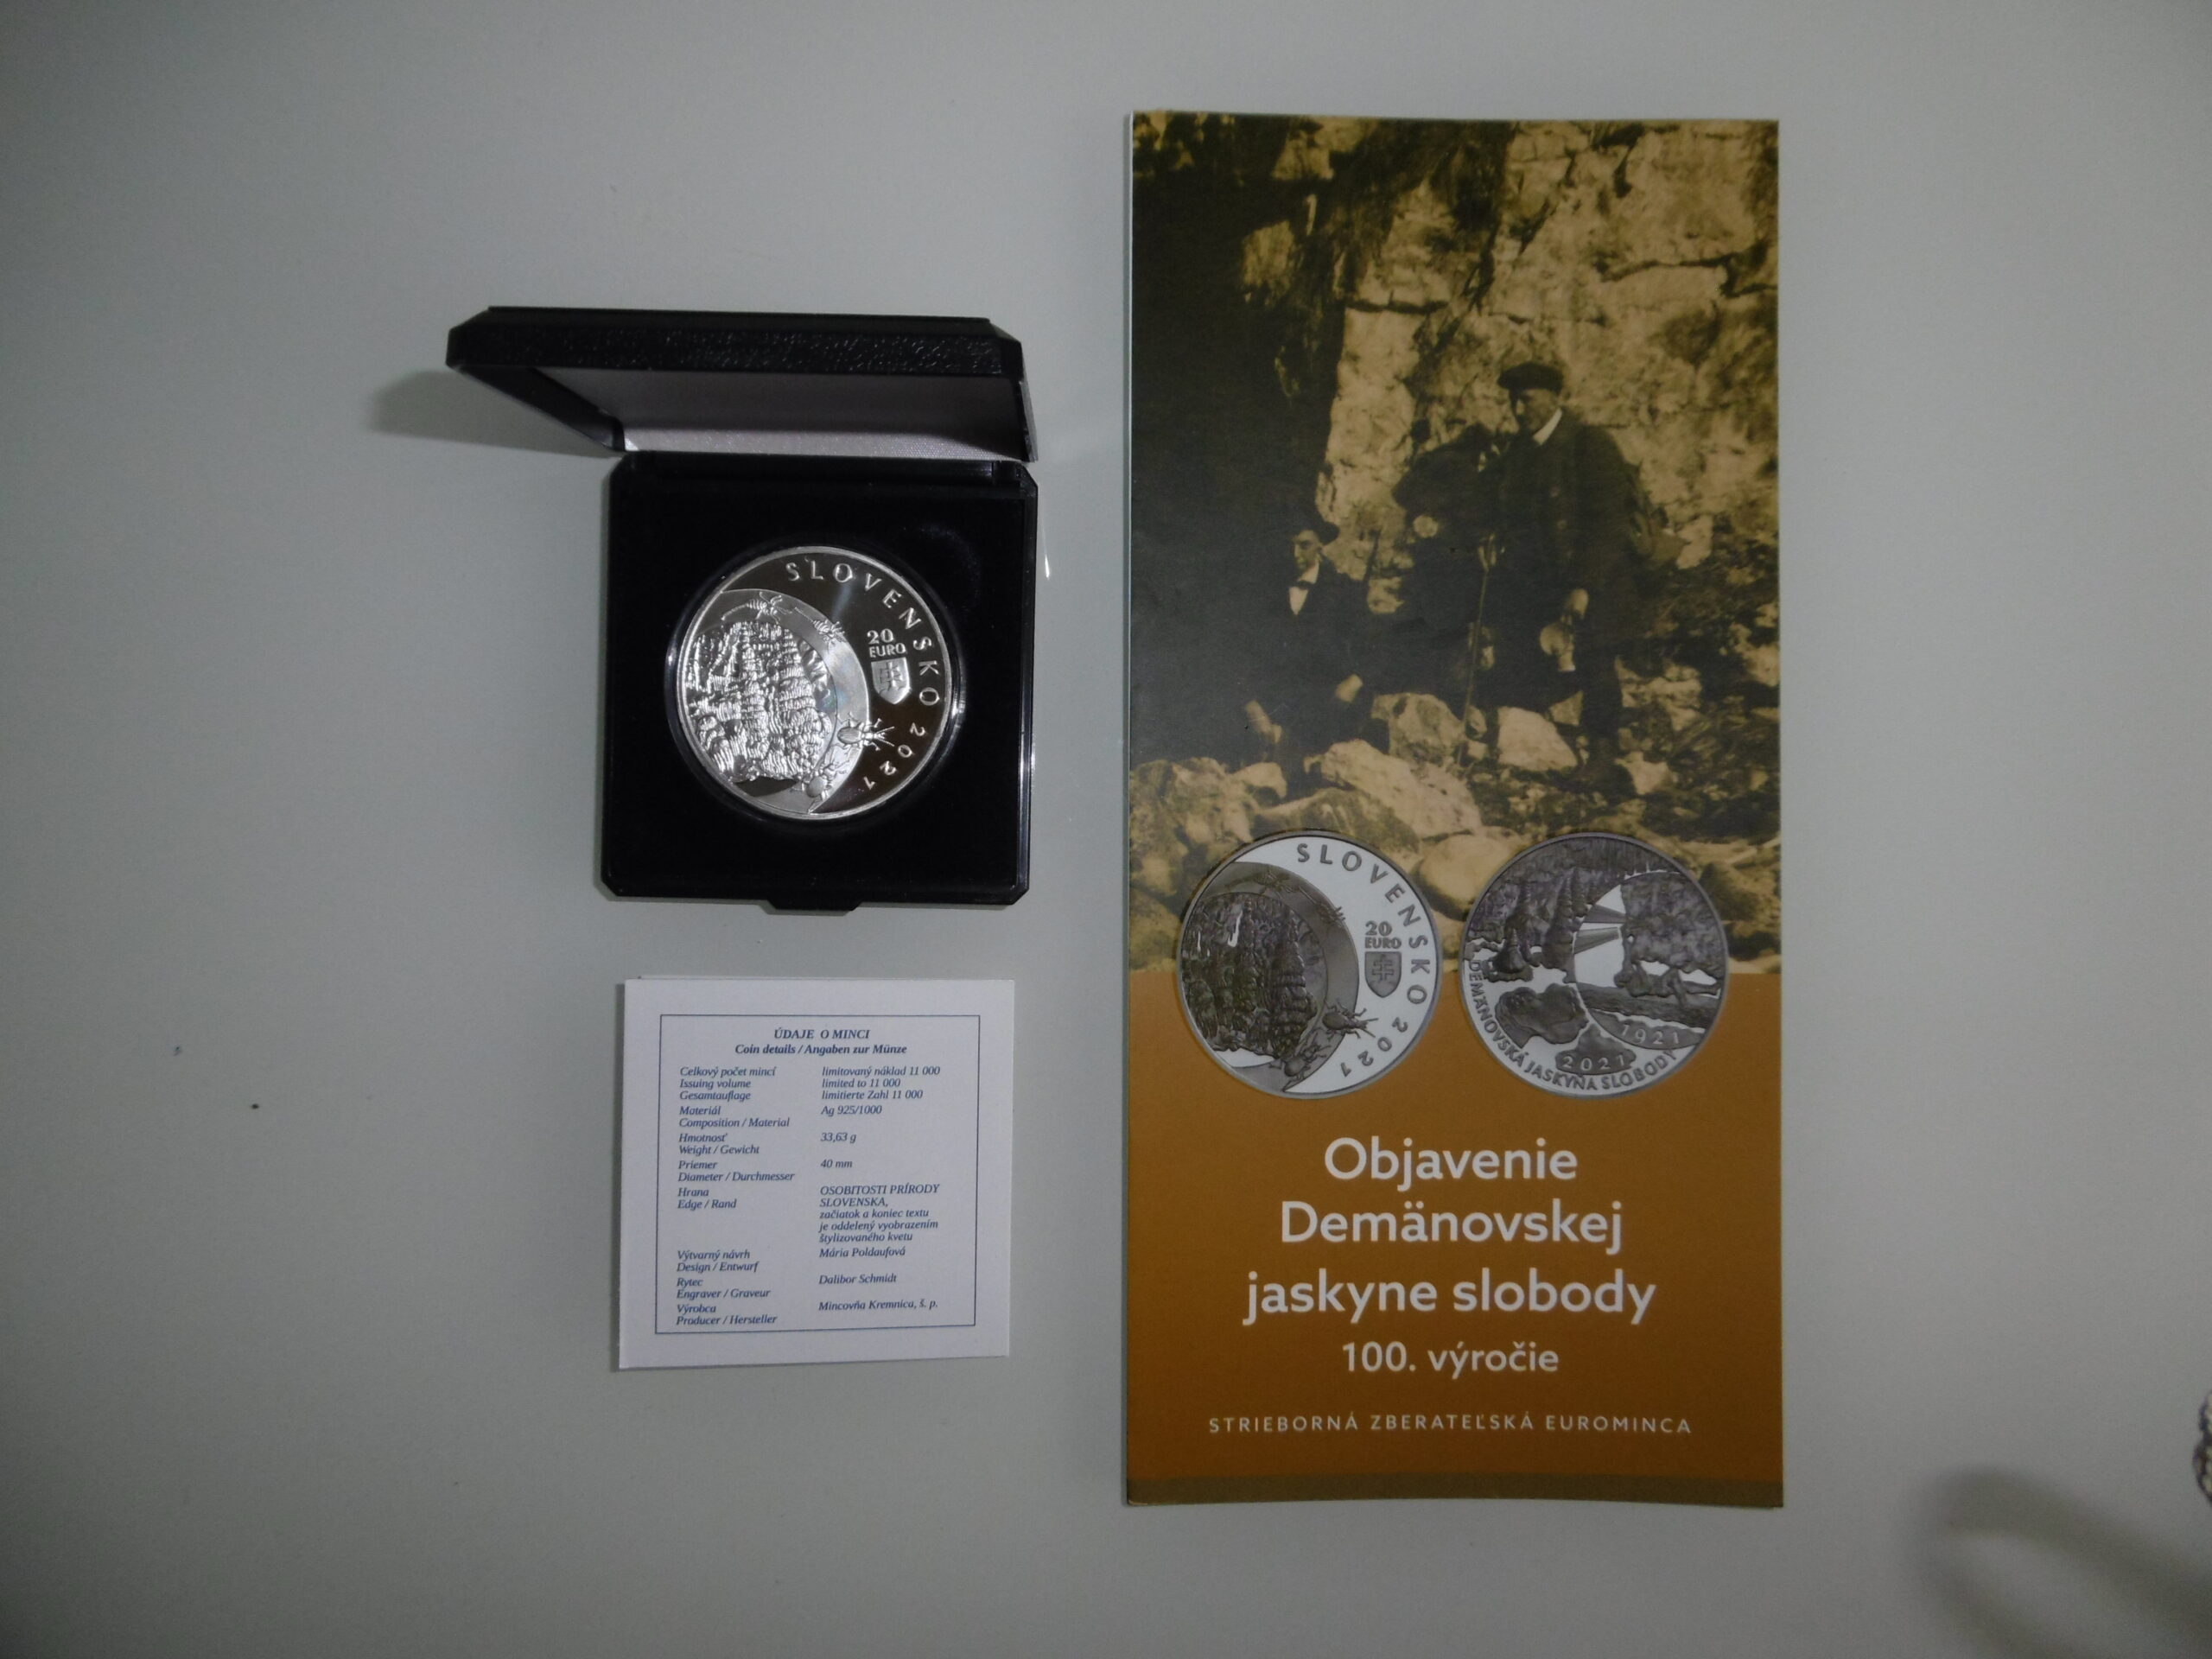 SLOVENSKO 2021
20
EURO
ÚDAJE O MINCI
Coin details / Angaben zur Münze
Celkový počet mincí limitovaný náklad 11 000
Issuing volume limited to 11 000
Gesamtauflage limitierte Zahl 11 000
Materiál Ag 925/1000
Composition / Material
Hmotnosť 33,63 g
Weight / Gewicht
Priemer 40 mm
Diameter / Durchmesser
Hrana OSOBITOSTI PRÍRODY
Edge / Rand SLOVENSKA,
začiatok a koniec textu
je oddelený vyobrazením
štylizovaného kvetu
Výtvarný návrh Mária Poldaufová
Design / Entwurf
Rytec Dalibor Schmidt
Engraver / Graveur
Výrobca Mincovňa Kremnica, š. p.
Producer / Hersteller
SLOVENSKO 2021
20
EURO
DEMÄNOVSKÁ JASKYŇA SLOBODY
1921
2021
Objavenie
Demänovskej
jaskyne slobody
100. výročie
STRIEBORNÁ ZBERATEĽSKÁ EUROMINCA